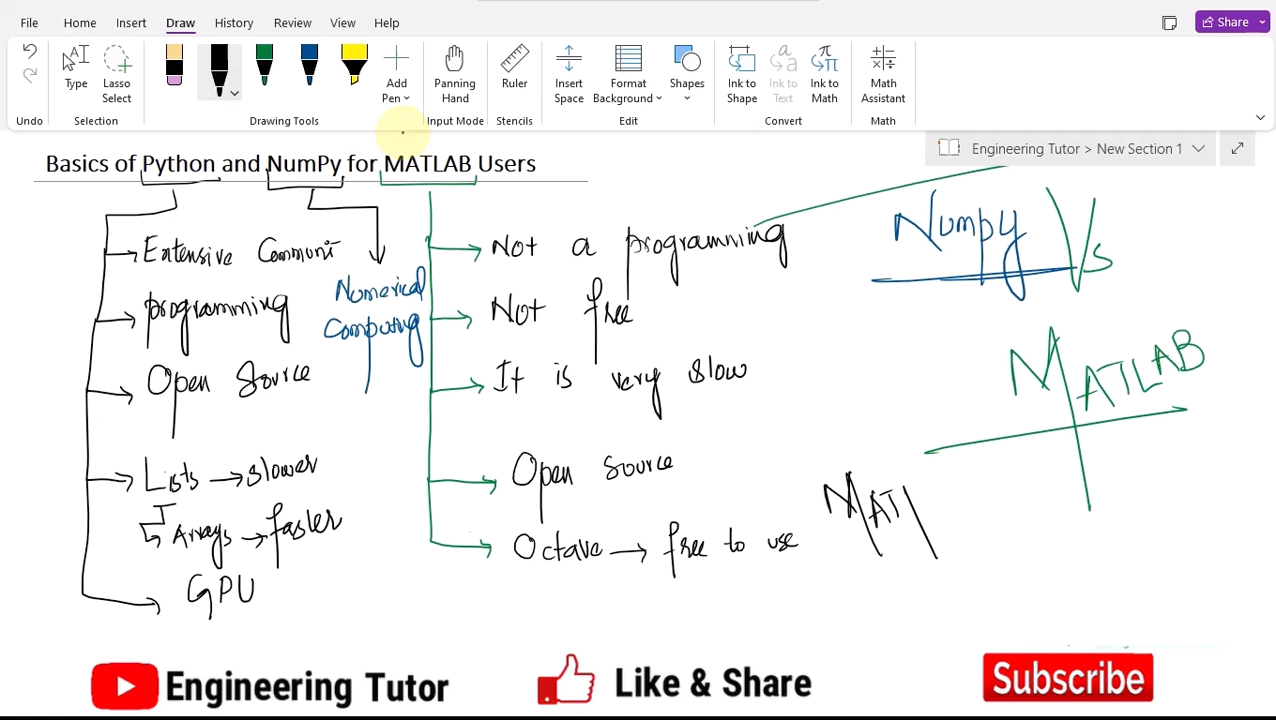 File Home Insert Draw History Review View Help
Share
Type
Lasso Select
Add Pen
Panning Hand
Ruler
Insert Space
Format Background
Shapes
Ink to Shape
Ink to Text
Ink to Math
Math Assistant
Undo
Selection
Drawing Tools
Input Mode
Stencils
Edit
Convert
Math
Engineering Tutor > New Section 1
Basics of Python and NumPy for MATLAB Users
Extensive Communi
programming
Open Source
Lists → slower
Arrays → faster
GPU
Numerical
Computing
Not a programming
Not free
It is very slow
Open source
Octave → free to use
Numpy Vs
MATLAB
MAT
Engineering Tutor
Like & Share
Subscribe